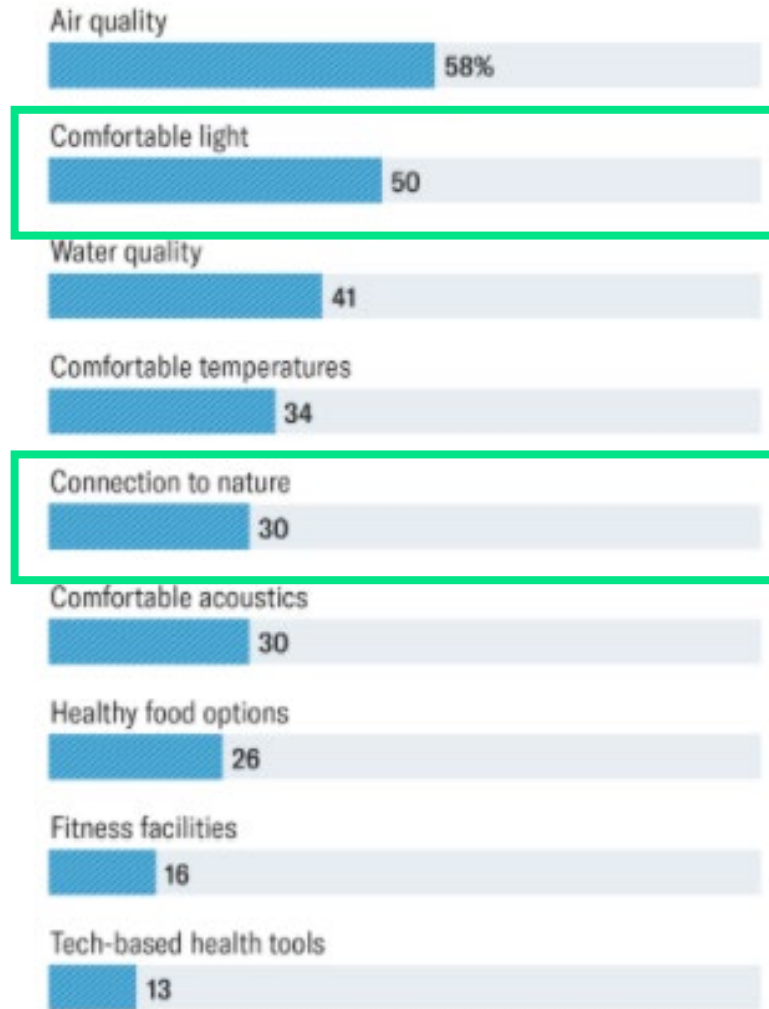 Air quality
58%
Comfortable light
50
Water quality
41
Comfortable temperatures
34
Connection to nature
30
Comfortable acoustics
30
Healthy food options
26
Fitness facilities
16
Tech-based health tools
13